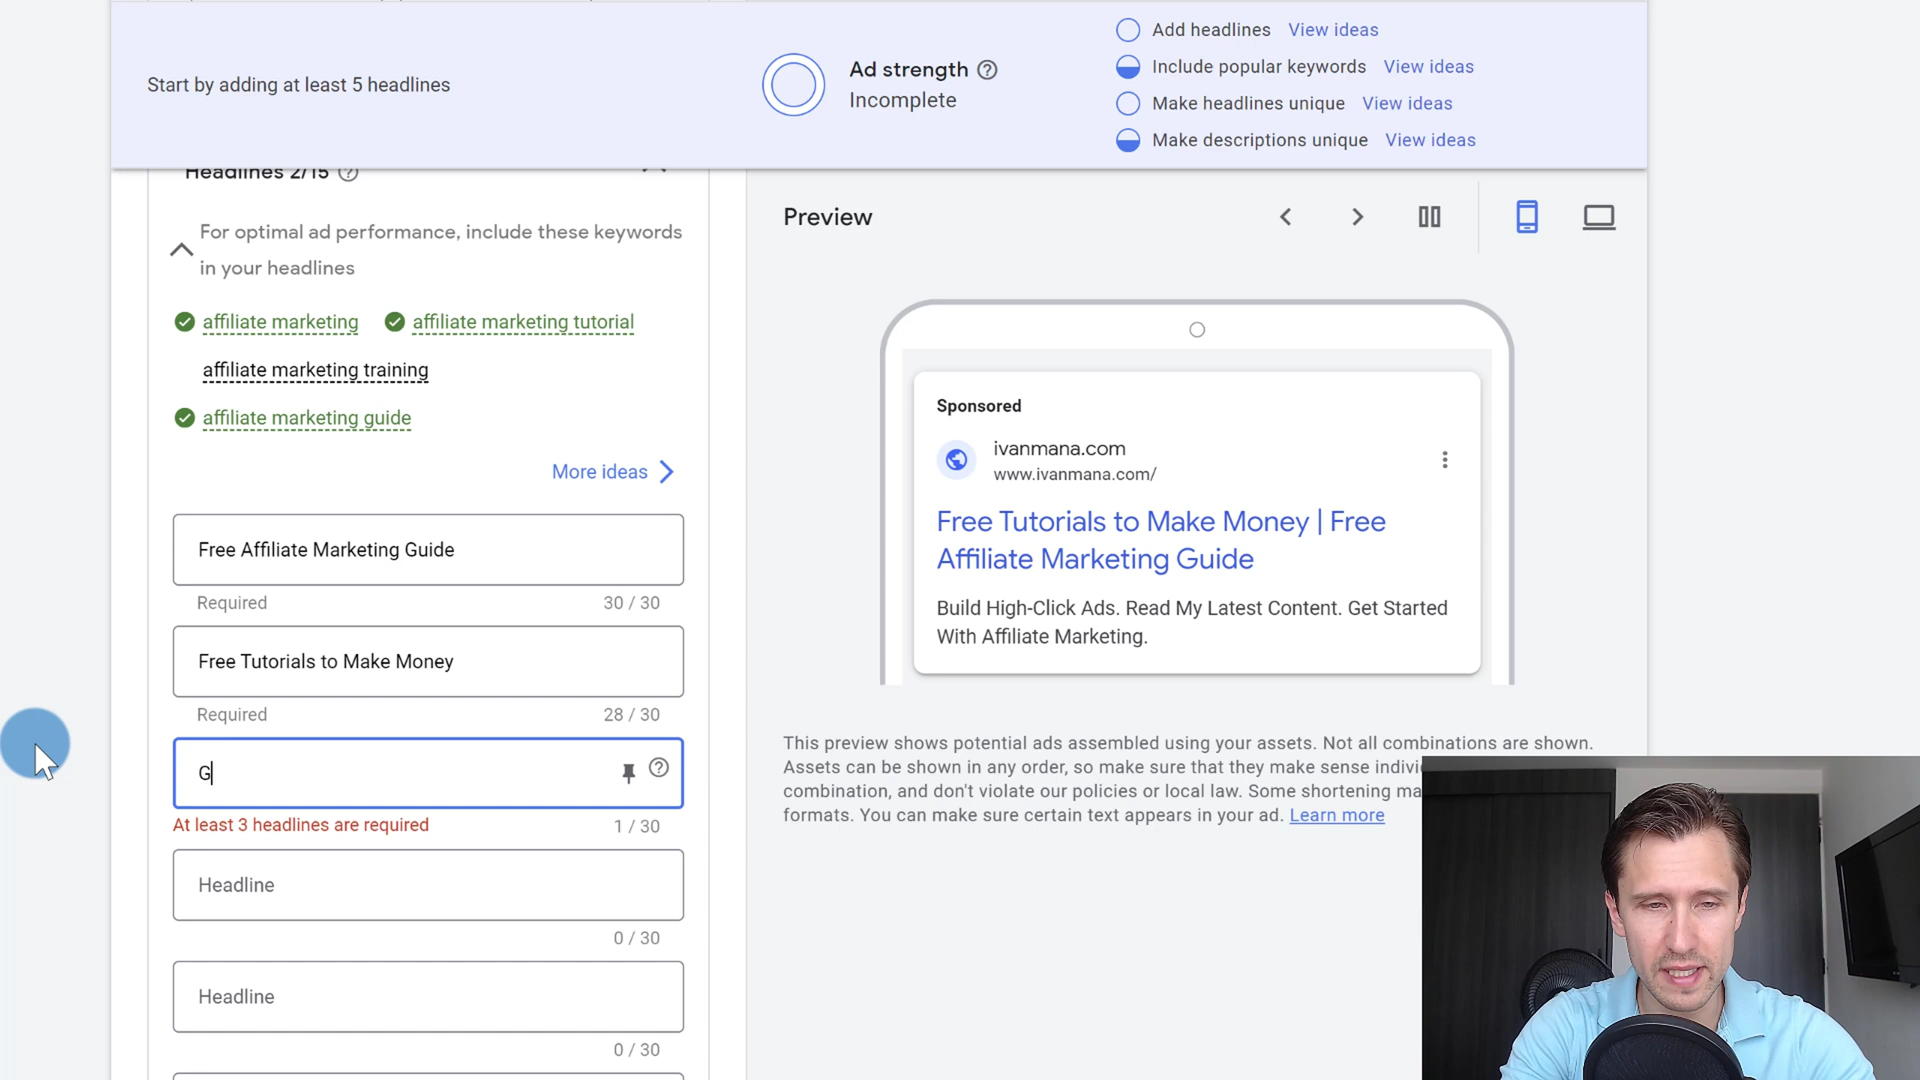 Start by adding at least 5 headlines
Ad strength
Incomplete
Add headlines View ideas
Include popular keywords View ideas
Make headlines unique View ideas
Make descriptions unique View ideas
Headlines 2/15
For optimal ad performance, include these keywords
in your headlines
affiliate marketing
affiliate marketing tutorial
affiliate marketing training
affiliate marketing guide
More ideas
Free Affiliate Marketing Guide
Required 30 / 30
Free Tutorials to Make Money
Required 28 / 30
G
At least 3 headlines are required 1 / 30
Headline
0 / 30
Headline
0 / 30
Preview
Sponsored
ivanmana.com
www.ivanmana.com/
Free Tutorials to Make Money | Free
Affiliate Marketing Guide
Build High-Click Ads. Read My Latest Content. Get Started
With Affiliate Marketing.
This preview shows potential ads assembled using your assets. Not all combinations are shown.
Assets can be shown in any order, so make sure that they make sense
combination, and don't violate our policies or local law. Some shortening
formats. You can make sure certain text appears in your ad. Learn more